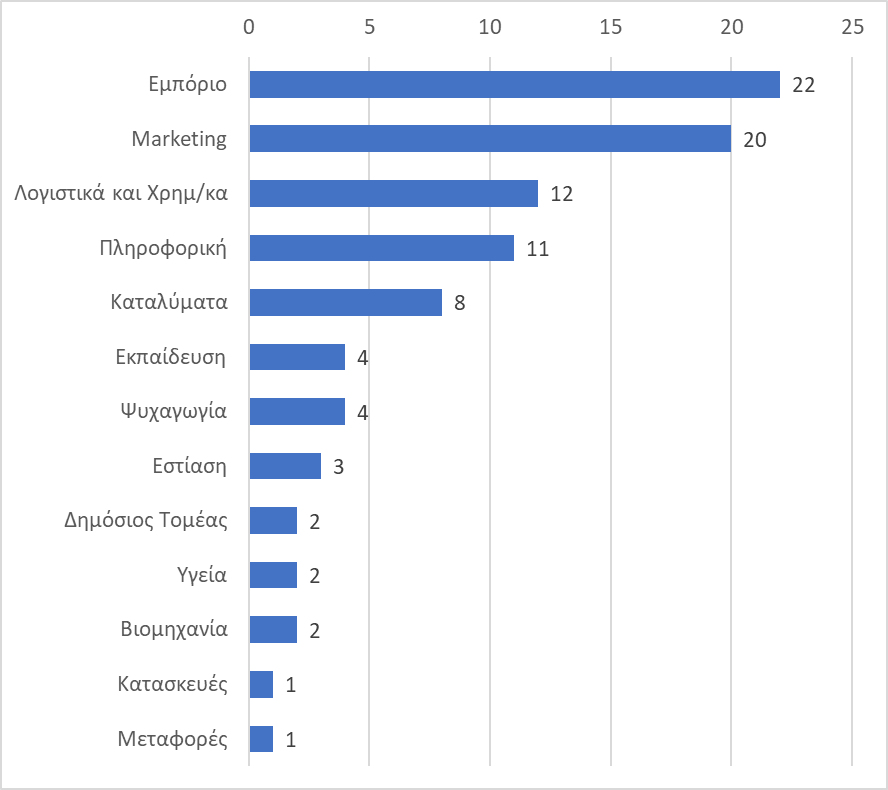 0 5 10 15 20 25
Εμπόριο 22
Marketing 20
Λογιστικά και Χρημ/κα 12
Πληροφορική 11
Καταλύματα 8
Εκπαίδευση 4
Ψυχαγωγία 4
Εστίαση 3
Δημόσιος Τομέας 2
Υγεία 2
Βιομηχανία 2
Κατασκευές 1
Μεταφορές 1